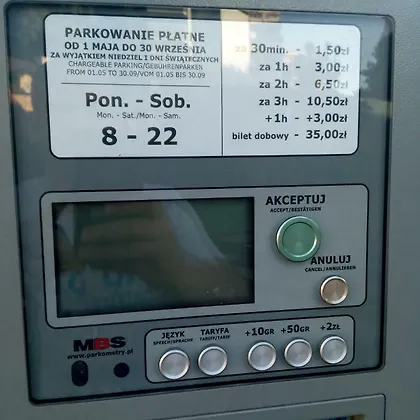 PARKOWANIE PŁATNE
OD 1 MAJA DO 30 WRZEŚNIA
ZA WYJĄTKIEM NIEDZIEL I DNI ŚWIĄTECZNYCH
CHARGEABLE PARKING/GEBÜHRENPARKEN
FROM 01.05 TO 30.09/VOM 01.05 BIS 30.09
Pon. - Sob.
Mon. - Sat./Mon. - Sam.
8 - 22
za 30min. - 1,50zł
za 1h - 3,00zł
za 2h - 6,50zł
za 3h - 10,50zł
+1h - +3,00zł
bilet dobowy - 35,00zł
AKCEPTUJ
ACCEPT/BESTÄTIGEN
ANULUJ
CANCEL/ANNULIEREN
MBS
www.parkometry.pl
JĘZYK
SPEECH/SPRACHE
TARYFA
TARIFF/TARIF
+10GR
+50GR
+2ZŁ